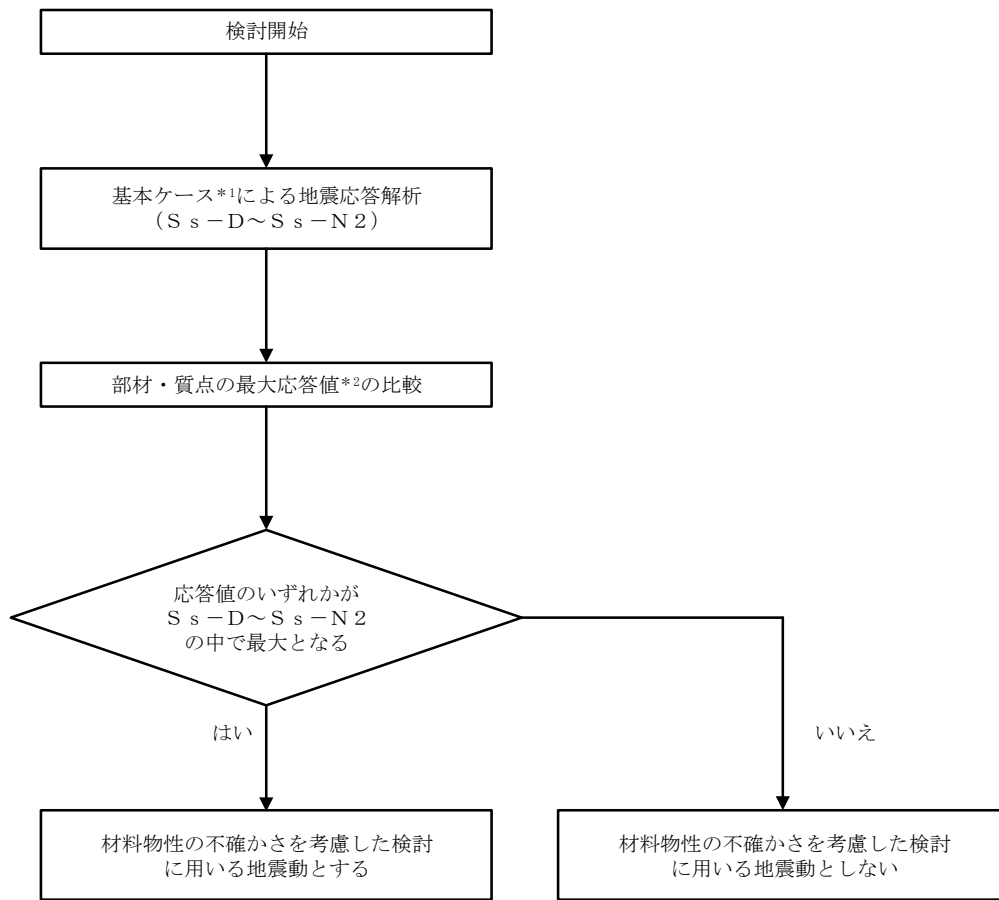 検討開始
基本ケース*1による地震応答解析
(Ss-D~Ss-N2)
部材・質点の最大応答値*2の比較
応答値のいずれかが
Ss-D~Ss-N2
の中で最大となる
はい
いいえ
材料物性の不確かさを考慮した検討
に用いる地震動とする
材料物性の不確かさを考慮した検討
に用いる地震動としない